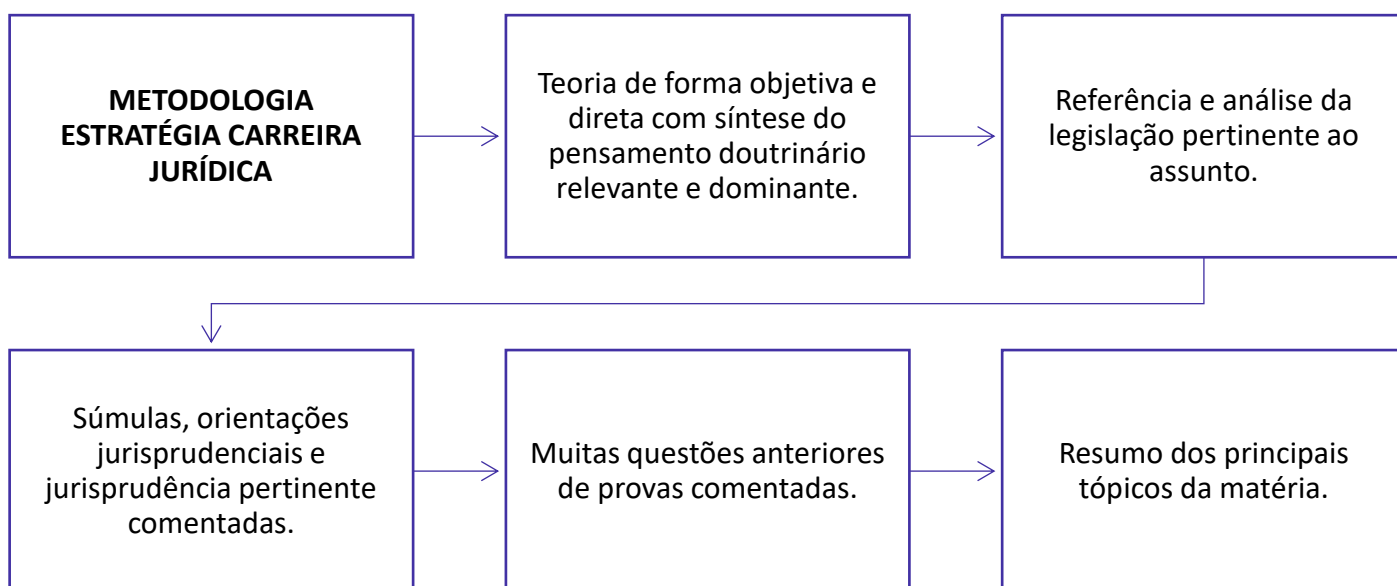 METODOLOGIA
ESTRATÉGIA CARREIRA
JURÍDICA
Teoria de forma objetiva e
direta com síntese do
pensamento doutrinário
relevante e dominante.
Referência e análise da
legislação pertinente ao
assunto.
Súmulas, orientações
jurisprudenciais e
jurisprudência pertinente
comentadas.
Muitas questões anteriores
de provas comentadas.
Resumo dos principais
tópicos da matéria.